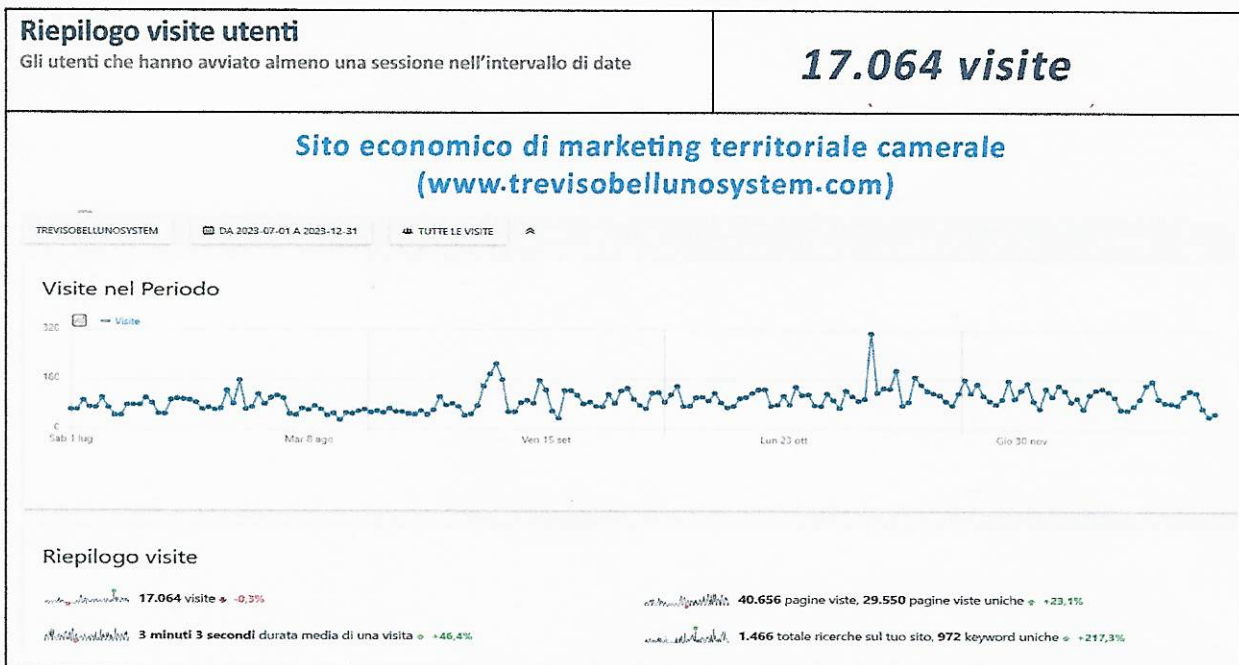 Riepilogo visite utenti
Gli utenti che hanno avviato almeno una sessione nell'intervallo di date
17.064 visite
Sito economico di marketing territoriale camerale
(www.trevisobellunosystem.com)
TREVISOBELLUNOSYSTEM DA 2023-07-01 A 2023-12-31 TUTTE LE VISITE
Visite nel Periodo
Visite
320
160
0
Sab 1 lug Mar 8 ago Ven 15 set Lun 23 ott Gio 30 nov
Riepilogo visite
17.064 visite -0,3%
40.656 pagine viste, 29.550 pagine viste uniche +23,1%
3 minuti 3 secondi durata media di una visita +46,4%
1.466 totale ricerche sul tuo sito, 972 keyword uniche +217,3%